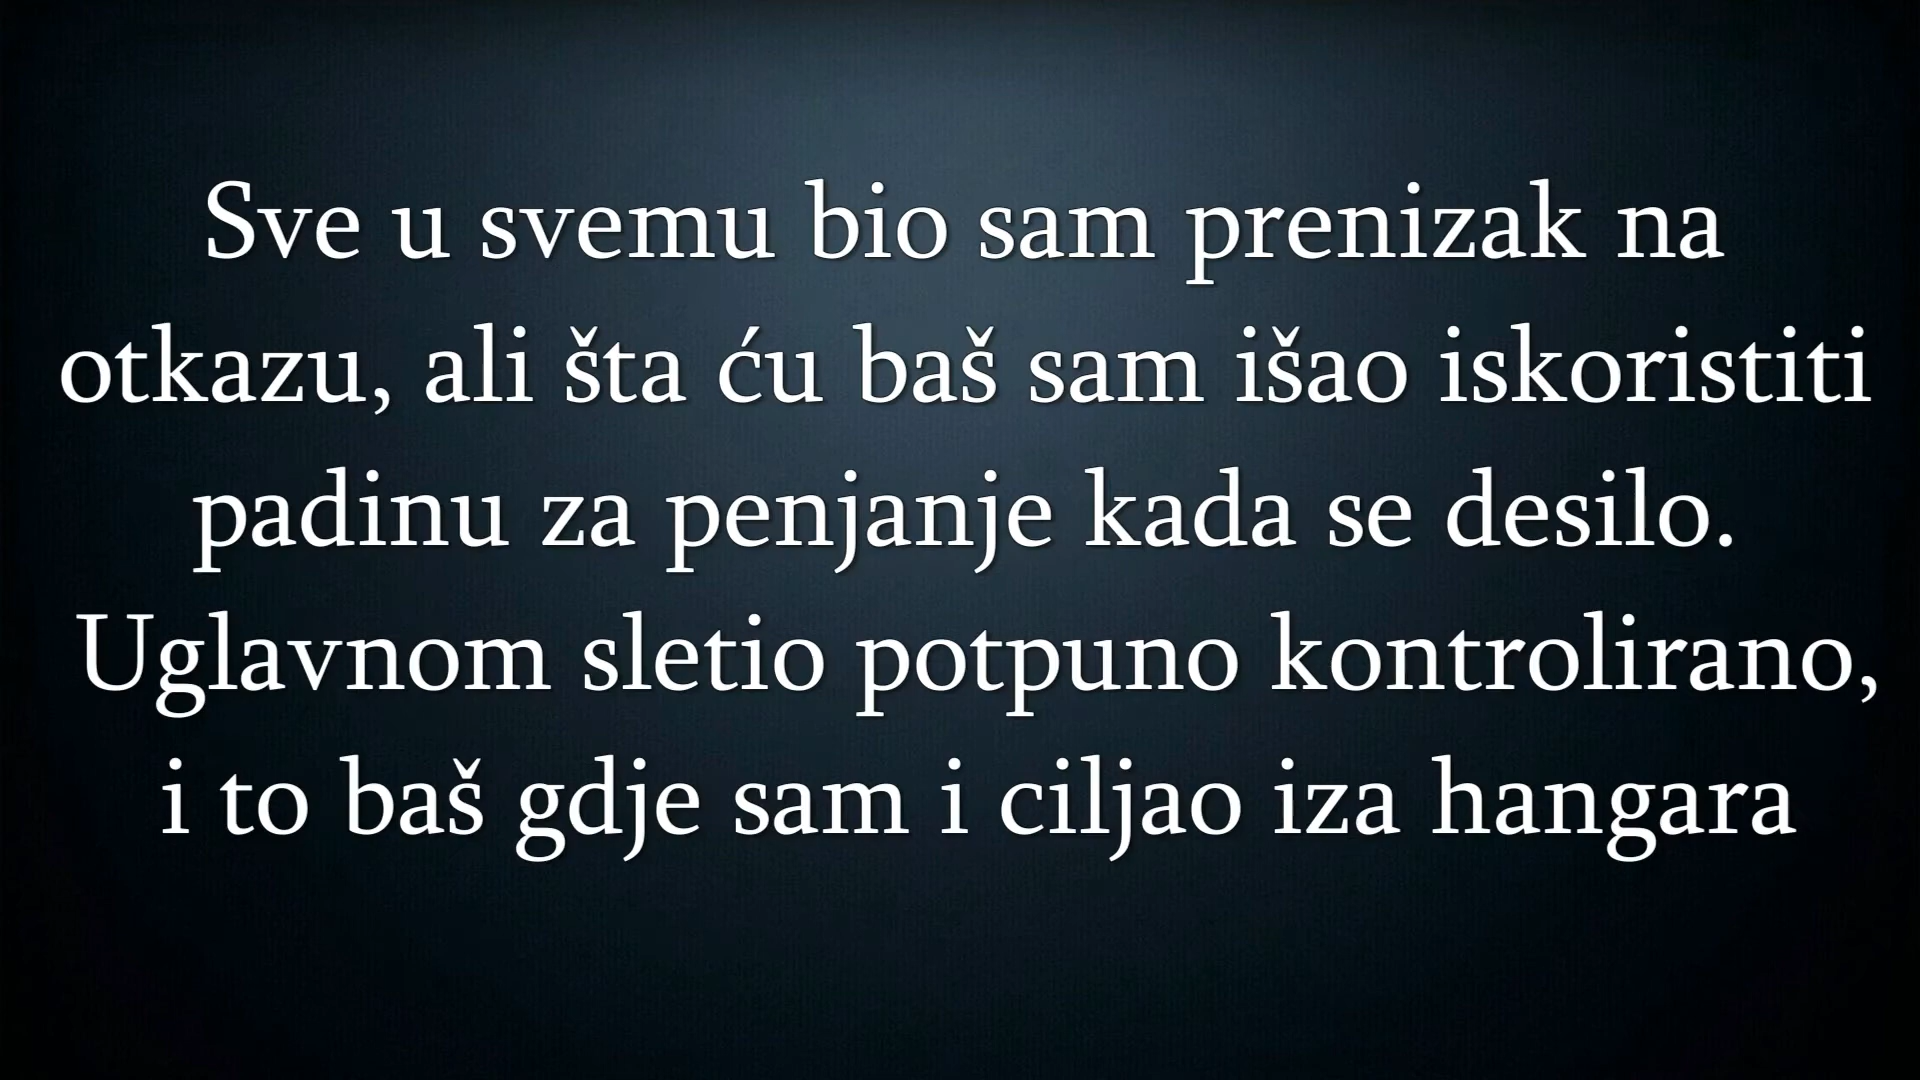 Sve u svemu bio sam prenizak na
otkazu, ali šta ću baš sam išao iskoristiti
padinu za penjanje kada se desilo.
Uglavnom sletio potpuno kontrolirano,
i to baš gdje sam i ciljao iza hangara